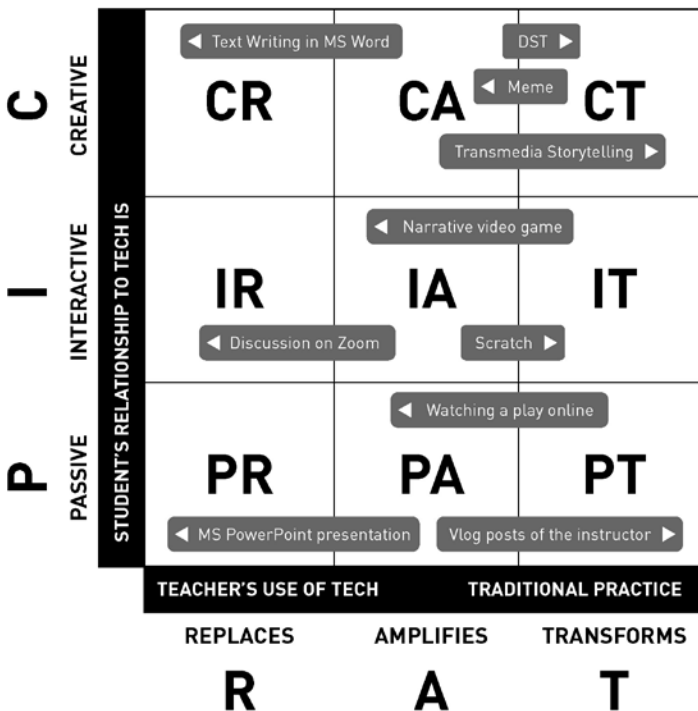 C
CREATIVE
I
INTERACTIVE
P
PASSIVE
STUDENT'S RELATIONSHIP TO TECH IS
Text Writing in MS Word
DST
CR
CA
Meme
CT
Transmedia Storytelling
Narrative video game
IR
IA
IT
Discussion on Zoom
Scratch
Watching a play online
PR
PA
PT
MS PowerPoint presentation
Vlog posts of the instructor
TEACHER'S USE OF TECH
TRADITIONAL PRACTICE
REPLACES
AMPLIFIES
TRANSFORMS
R
A
T